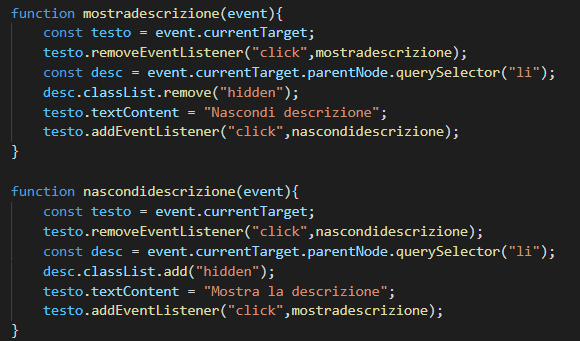 function mostradescrizione(event){
    const testo = event.currentTarget;
    testo.removeEventListener("click",mostradescrizione);
    const desc = event.currentTarget.parentNode.querySelector("li");
    desc.classList.remove("hidden");
    testo.textContent = "Nascondi descrizione";
    testo.addEventListener("click",nascondidescrizione);
}

function nascondidescrizione(event){
    const testo = event.currentTarget;
    testo.removeEventListener("click",nascondidescrizione);
    const desc = event.currentTarget.parentNode.querySelector("li");
    desc.classList.add("hidden");
    testo.textContent = "Mostra la descrizione";
    testo.addEventListener("click",mostradescrizione);
}